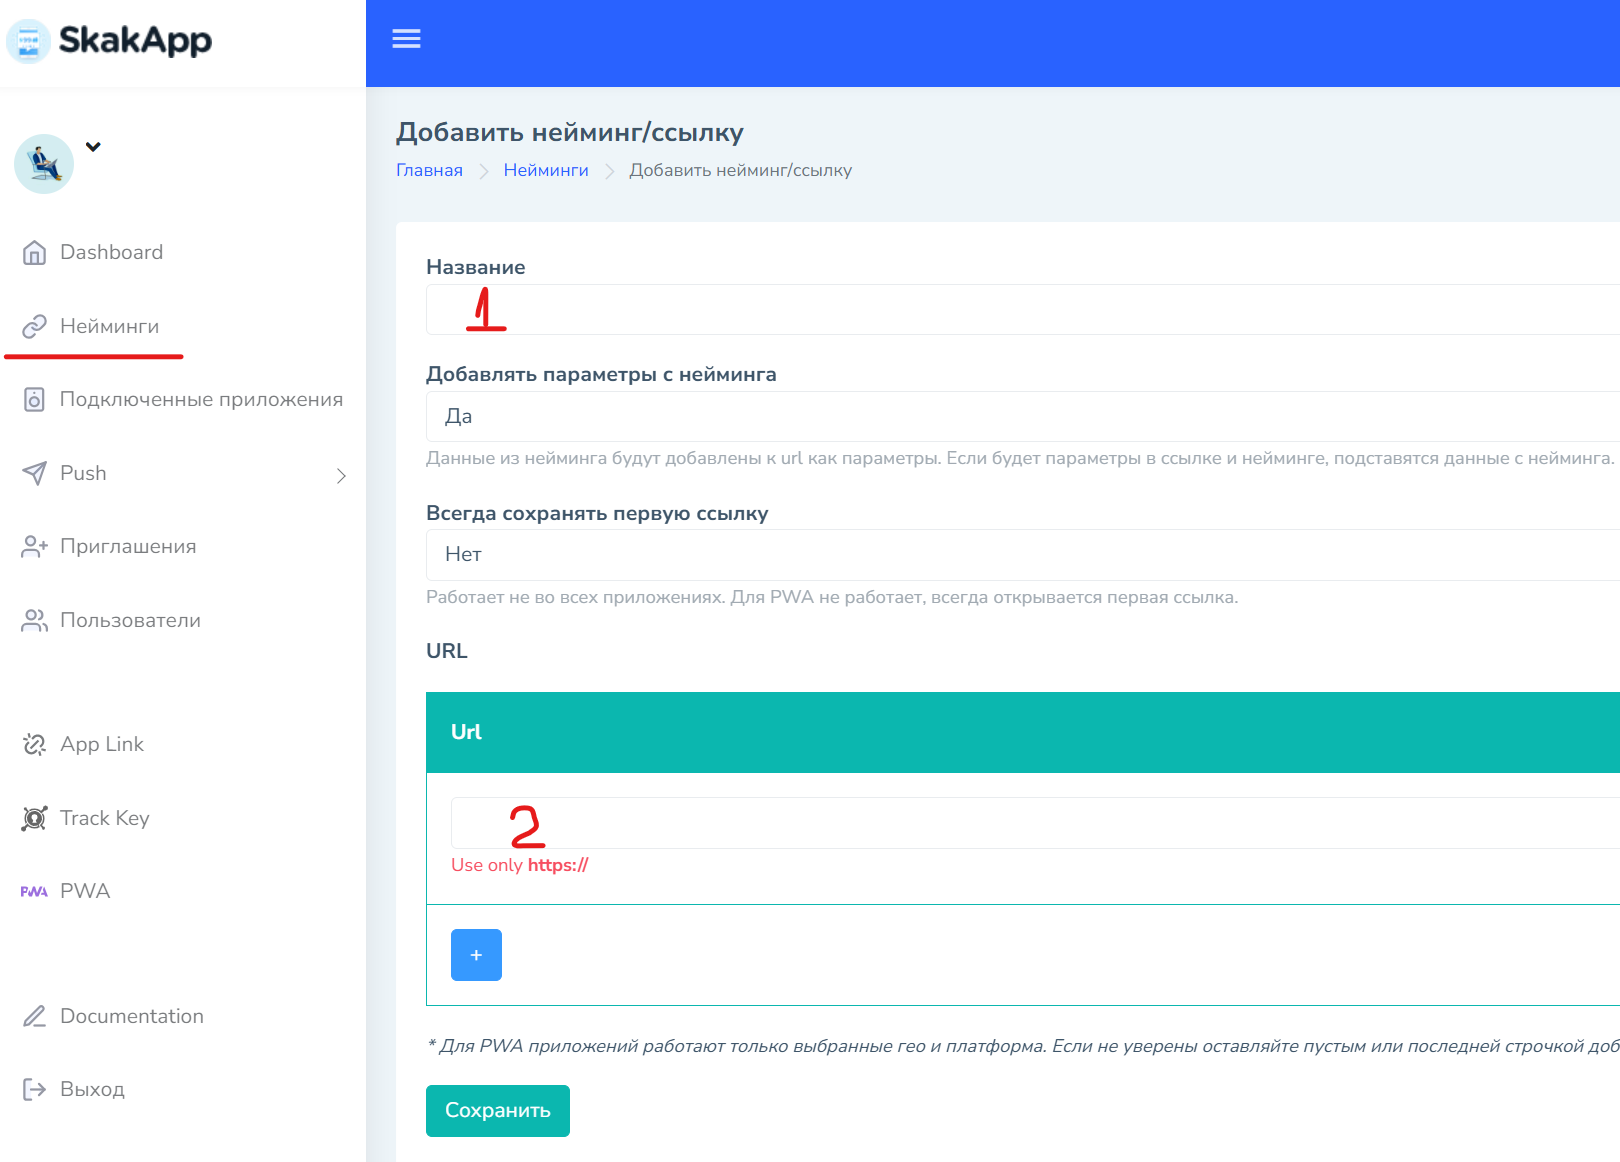 SkakApp
Dashboard
Нейминги
Подключенные приложения
Push
Приглашения
Пользователи
App Link
Track Key
PWA
PWA
Documentation
Выход
Добавить нейминг/ссылку
Главная Нейминги Добавить нейминг/ссылку
Название
1
Добавлять параметры с нейминга
Да
Данные из нейминга будут добавлены к url как параметры. Если будет параметры в ссылке и нейминге, подставятся данные с нейминга.
Всегда сохранять первую ссылку
Нет
Работает не во всех приложениях. Для PWA не работает, всегда открывается первая ссылка.
URL
Url
2
Use only https://
+
* Для PWA приложений работают только выбранные гео и платформа. Если не уверены оставляйте пустым или последней строчкой доб
Сохранить